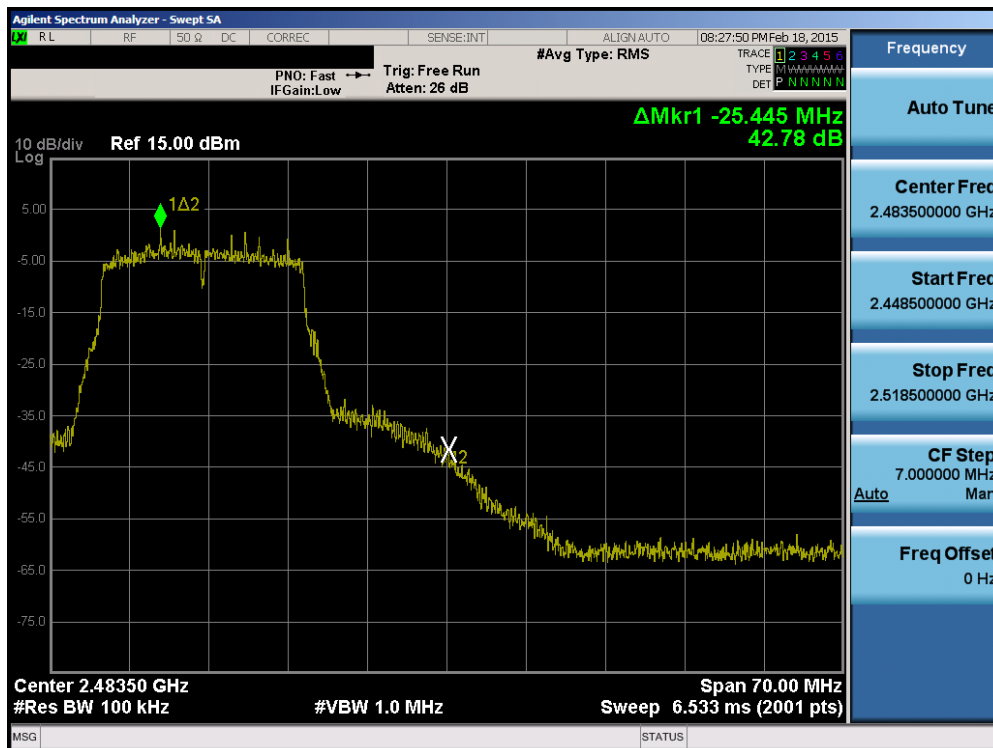 Agilent Spectrum Analyzer - Swept SA
LXI RL RF 50 Ω DC CORREC SENSE:INT ALIGN AUTO 08:27:50 PM Feb 18, 2015
#Avg Type: RMS
TRACE 1 2 3 4 5 6
PNO: Fast Trig: Free Run
TYPE M W W W W W
IFGain:Low Atten: 26 dB
DET P N N N N N
ΔMkr1 -25.445 MHz
42.78 dB
10 dB/div Ref 15.00 dBm
Log
1Δ2
5.00
-5.00
-15.0
-25.0
-35.0
-45.0
2
-55.0
-65.0
-75.0
Center 2.48350 GHz Span 70.00 MHz
#Res BW 100 kHz #VBW 1.0 MHz Sweep 6.533 ms (2001 pts)
MSG STATUS
Frequency
Auto Tune
Center Freq
2.483500000 GHz
Start Freq
2.448500000 GHz
Stop Freq
2.518500000 GHz
CF Step
7.000000 MHz
Auto Man
Freq Offset
0 Hz